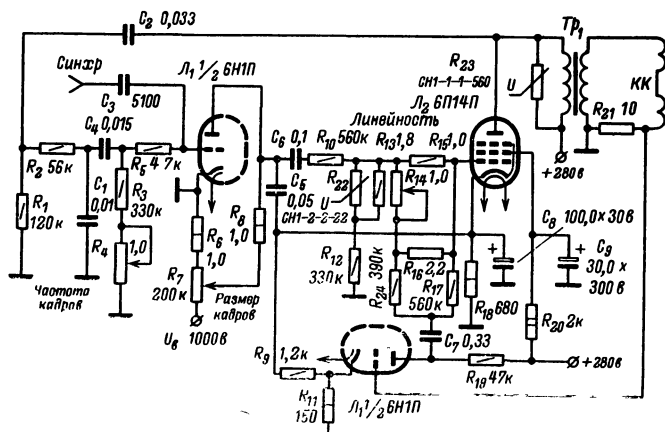 C2 0,033
Тр1
Синхр
Л1 1/2 6Н1П
R23
СН1-1-1-560
U
КК
C3
5100
Л2 6П14П
R21 10
C4 0,015
Линейность
C6 0,1
R10 560к
R13 1,8
R15 1,0
+280в
R2 56к
R5 47к
C1
0,01
R3
330к
C5
0,05
R22
U
СН1-2-2-22
R14 1,0
C8
100,0×30в
R1
120к
R4
1,0
R6
1,0
R8
1,0
R12
330к
R24 390к
R16 2,2
R17
560к
R18 680
C9
30,0×
300в
Частота
кадров
R7
200к
Размер
кадров
Uв 1000в
R20 2к
C7 0,33
R9 1,2к
R19 47к
+280в
R11
150
Л1 1/2 6Н1П